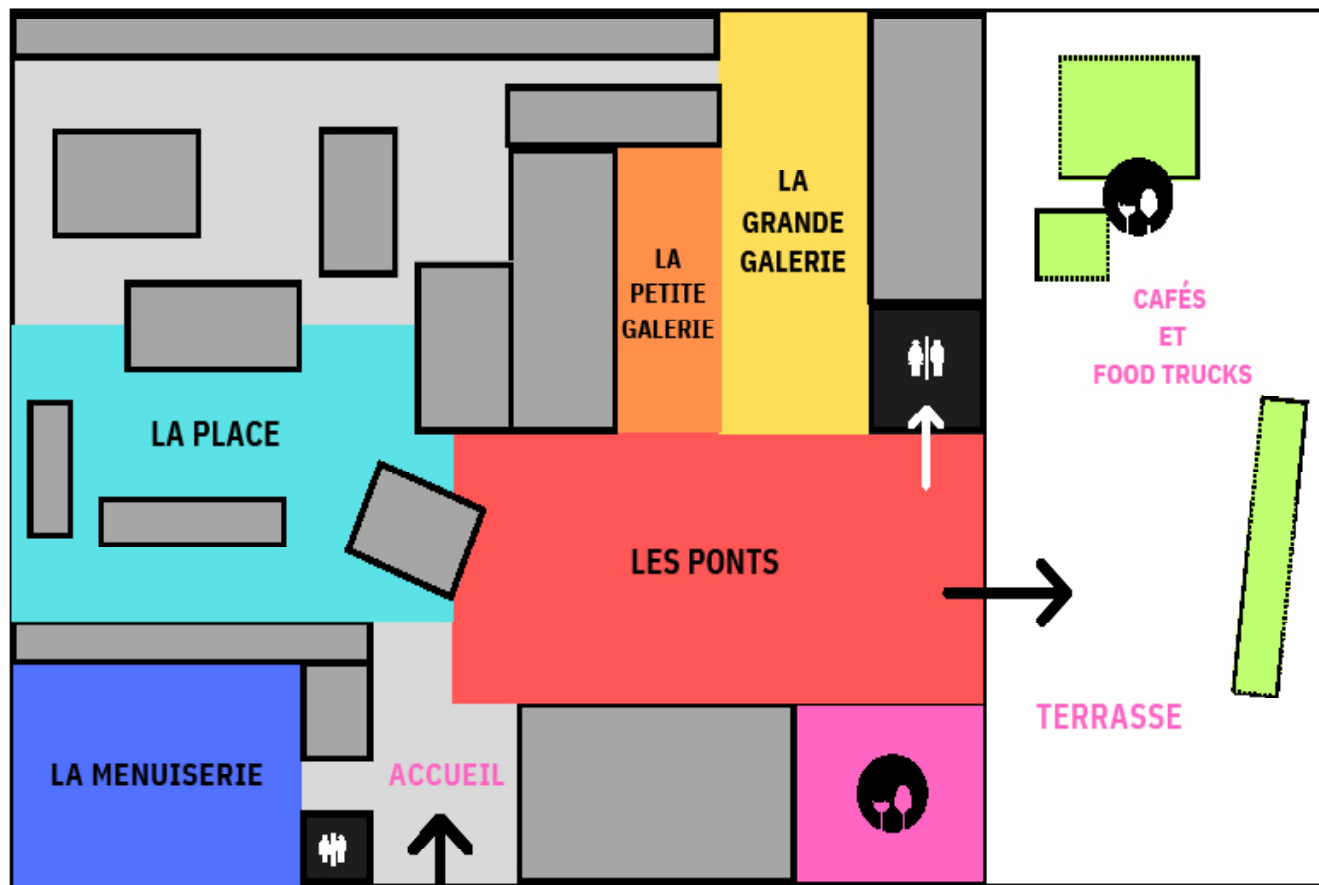 LA
GRANDE
GALERIE
LA
PETITE
GALERIE
CAFÉS
ET
FOOD TRUCKS
LA PLACE
LES PONTS
TERRASSE
LA MENUISERIE
ACCUEIL